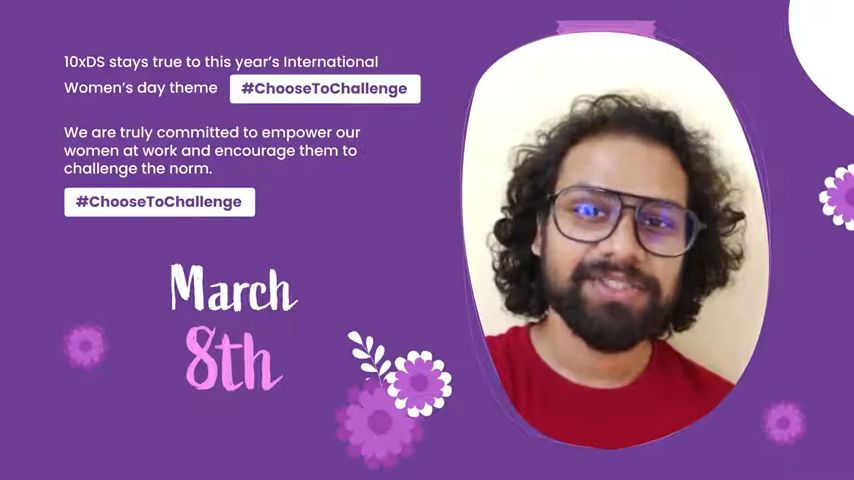 10xDS stays true to this year's International
Women's day theme #ChooseToChallenge
We are truly committed to empower our
women at work and encourage them to
challenge the norm.
#ChooseToChallenge
March
8th